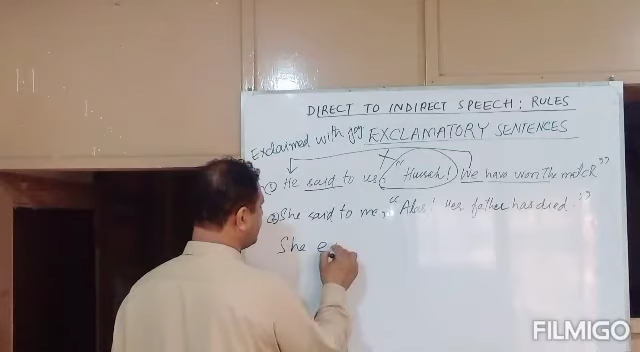 DIRECT TO INDIRECT SPEECH: RULES
Exclaimed with joy EXCLAMATORY SENTENCES
① He said to us, "Hurrah! We have won the match"
② She said to me, "Alas! Her father has died."
She e
FILMIGO